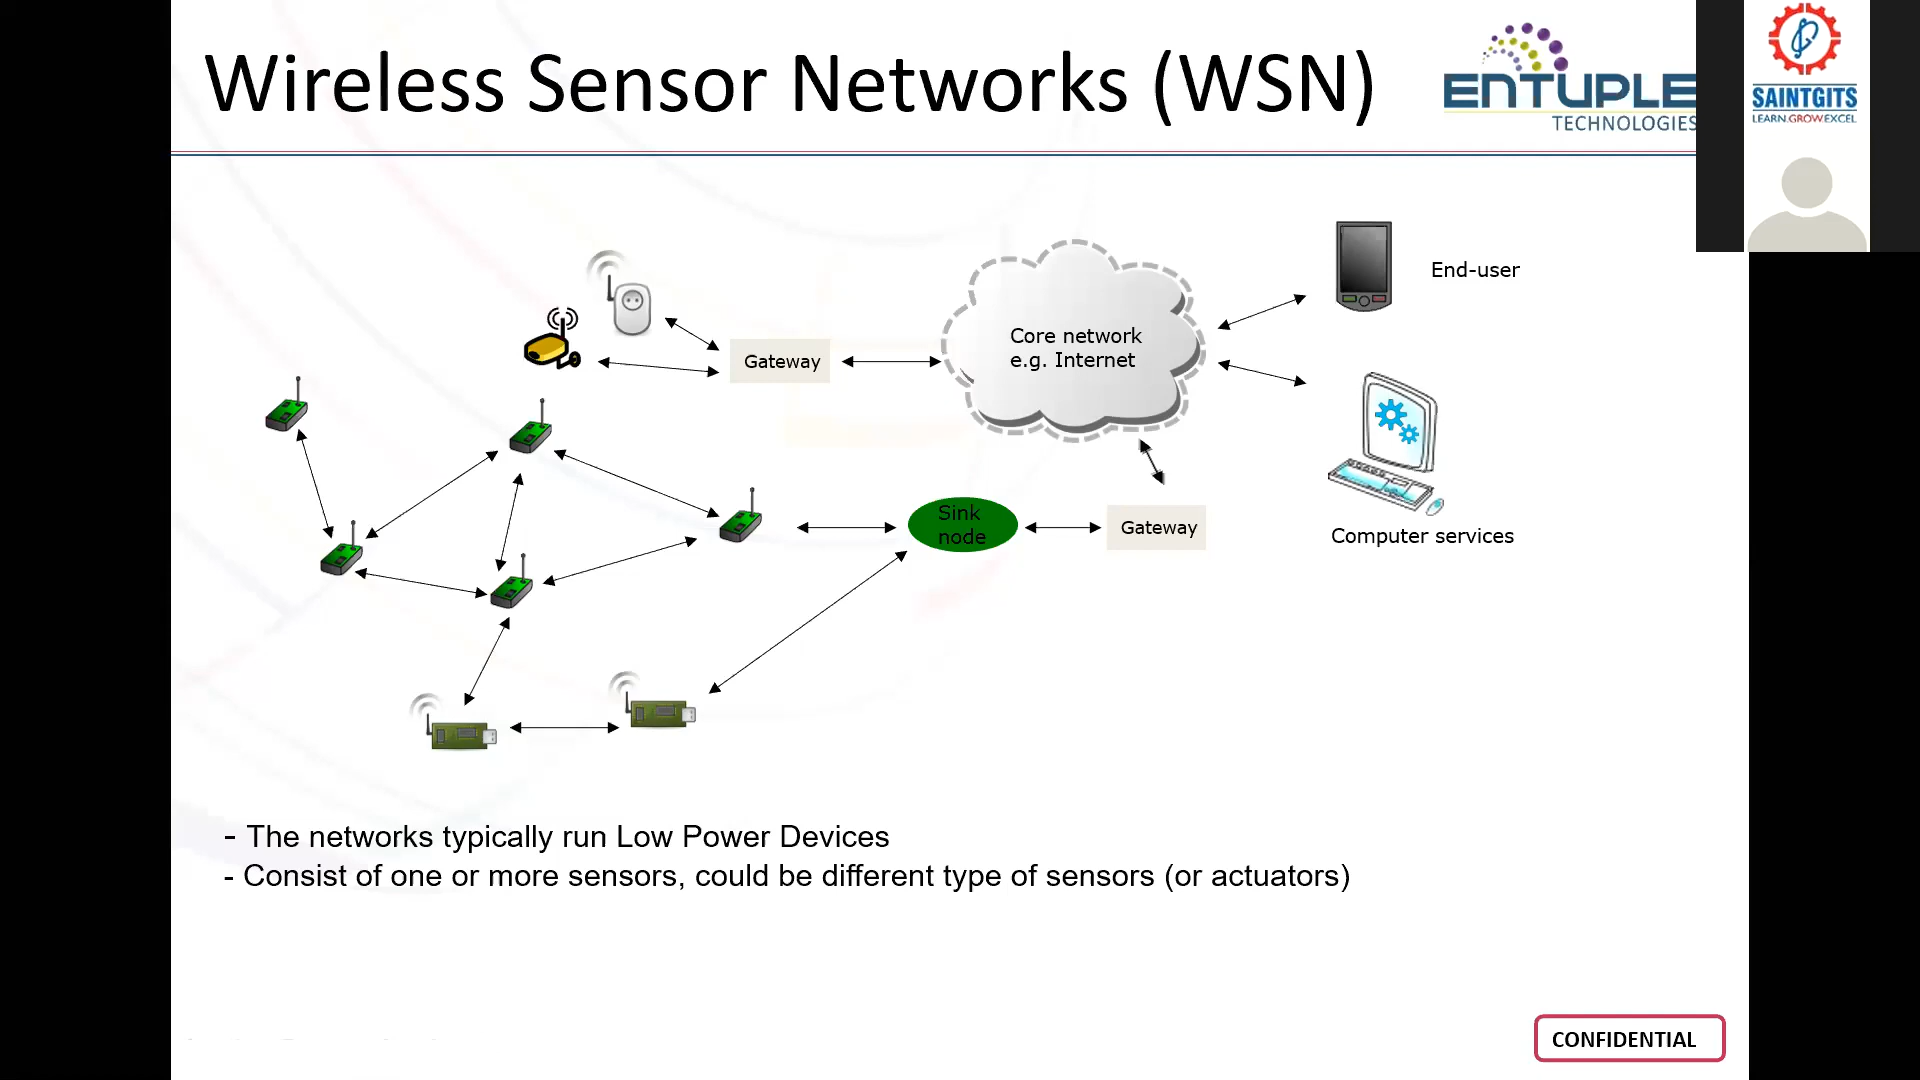 Wireless Sensor Networks (WSN)
ENTUPLE
TECHNOLOGIES
SAINTGITS
LEARN.GROW.EXCEL
End-user
Core network
e.g. Internet
Gateway
Sink
node
Gateway
Computer services
- The networks typically run Low Power Devices
- Consist of one or more sensors, could be different type of sensors (or actuators)
CONFIDENTIAL